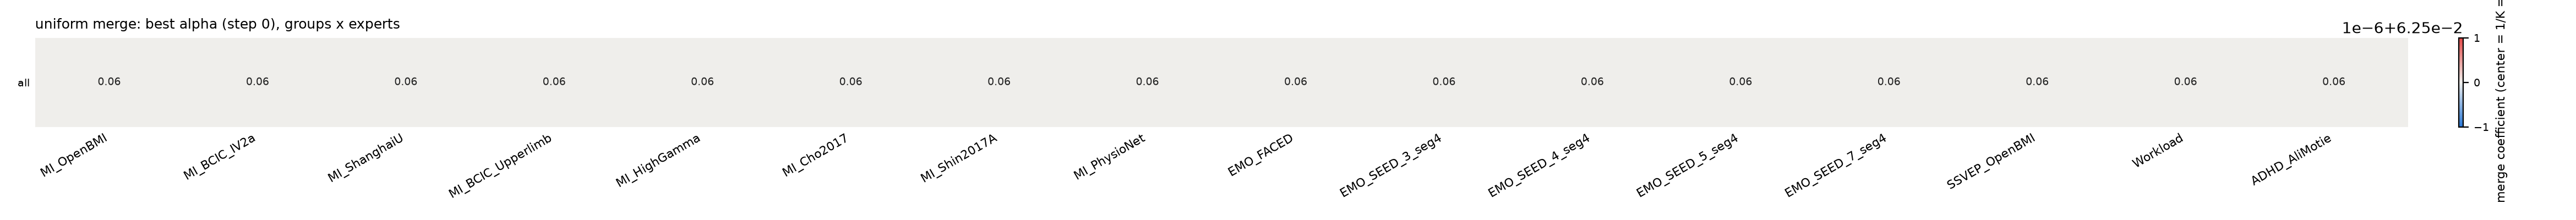 uniform merge: best alpha (step 0), groups x experts
1e−6+6.25e−2
all
0.06 0.06 0.06 0.06 0.06 0.06 0.06 0.06 0.06 0.06 0.06 0.06 0.06 0.06 0.06 0.06
1
0
−1
merge coefficient (center = 1/K =
MI_OpenBMI
MI_BCIC_IV2a
MI_ShanghaiU
MI_BCIC_Upperlimb
MI_HighGamma
MI_Cho2017
MI_Shin2017A
MI_PhysioNet
EMO_FACED
EMO_SEED_3_seg4
EMO_SEED_4_seg4
EMO_SEED_5_seg4
EMO_SEED_7_seg4
SSVEP_OpenBMI
Workload
ADHD_AliMotie